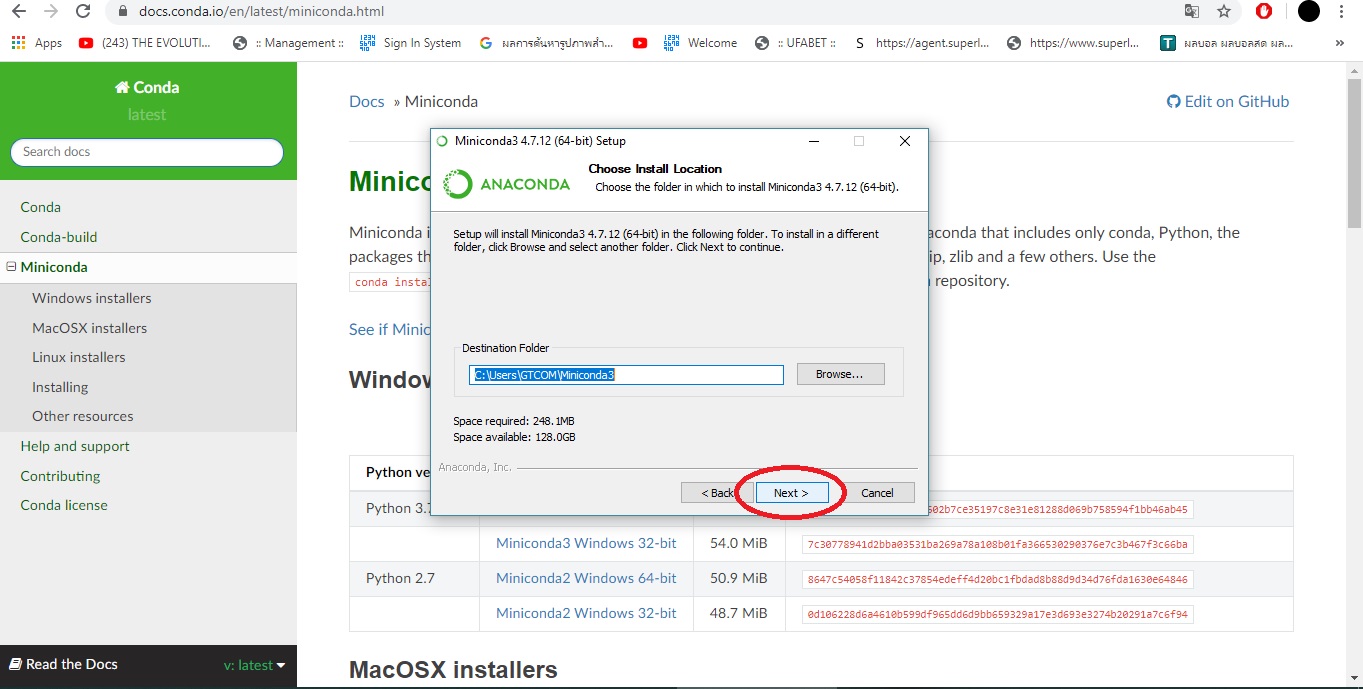 docs.conda.io/en/latest/miniconda.html
Apps
(243) THE EVOLUTI...
:: Management ::
Sign In System
ผลการค้นหารูปภาพสำ...
Welcome
:: UFABET ::
https://agent.superl...
https://www.superl...
ผลบอล ผลบอลสด ผล...
»
Conda
latest
Search docs
Conda
Conda-build
Miniconda
Windows installers
MacOSX installers
Linux installers
Installing
Other resources
Help and support
Contributing
Conda license
Read the Docs
v: latest
Docs » Miniconda
Edit on GitHub
Miniconda3 4.7.12 (64-bit) Setup
ANACONDA
Choose Install Location
Choose the folder in which to install Miniconda3 4.7.12 (64-bit).
Setup will install Miniconda3 4.7.12 (64-bit) in the following folder. To install in a different
folder, click Browse and select another folder. Click Next to continue.
Destination Folder
C:\Users\GTCOM\Miniconda3
Browse...
Space required: 248.1MB
Space available: 128.0GB
Anaconda, Inc.
< Back
Next >
Cancel
Miniconda i
aconda that includes only conda, Python, the
packages th
ip, zlib and a few others. Use the
conda insta
repository.
See if Minic
Window
Python ve
Python 3.7
602b7ce35197c8e31e81288d069b758594f1bb46ab45
Miniconda3 Windows 32-bit 54.0 MiB 7c30778941d2bba03531ba269a78a108b01fa366530290376e7c3b467f3c66ba
Python 2.7 Miniconda2 Windows 64-bit 50.9 MiB 8647c54058f11842c37854edeff4d20bc1fbdad8b88d9d34d76fda1630e64846
Miniconda2 Windows 32-bit 48.7 MiB 0d106228d6a4610b599df965dd6d9bb659329a17e3d693e3274b20291a7c6f94
MacOSX installers